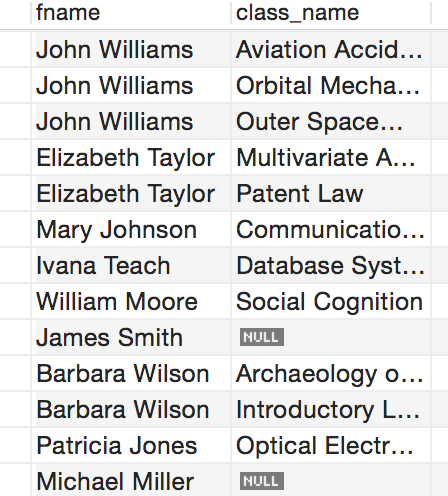 fname class_name
John Williams Aviation Accid...
John Williams Orbital Mecha...
John Williams Outer Space...
Elizabeth Taylor Multivariate A...
Elizabeth Taylor Patent Law
Mary Johnson Communicatio...
Ivana Teach Database Syst...
William Moore Social Cognition
James Smith NULL
Barbara Wilson Archaeology o...
Barbara Wilson Introductory L...
Patricia Jones Optical Electr...
Michael Miller NULL